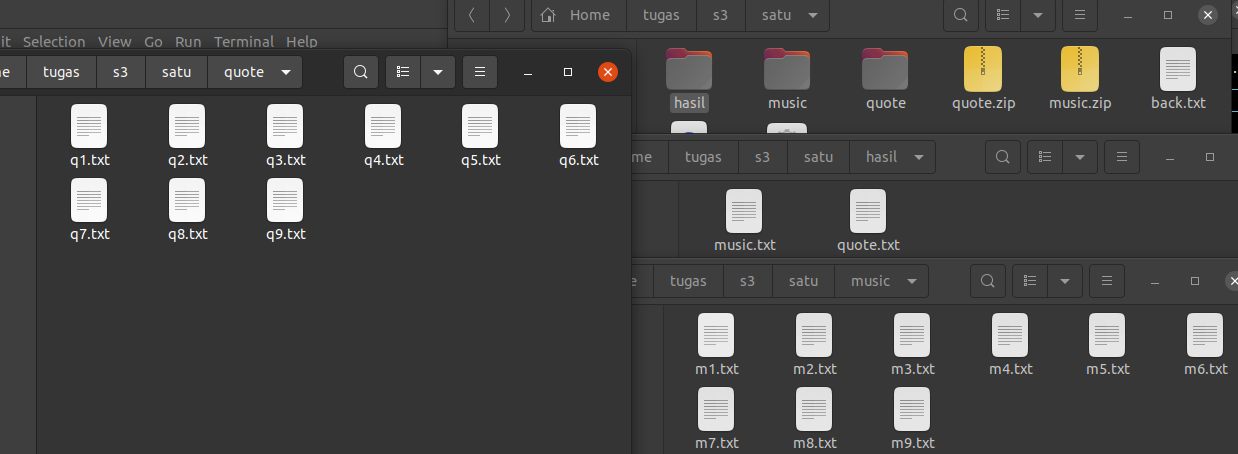 it Selection View Go Run Terminal Help
Home tugas s3 satu
hasil music quote quote.zip music.zip back.txt
me tugas s3 satu quote
q1.txt q2.txt q3.txt q4.txt q5.txt q6.txt
q7.txt q8.txt q9.txt
me tugas s3 satu hasil
music.txt quote.txt
e tugas s3 satu music
m1.txt m2.txt m3.txt m4.txt m5.txt m6.txt
m7.txt m8.txt m9.txt